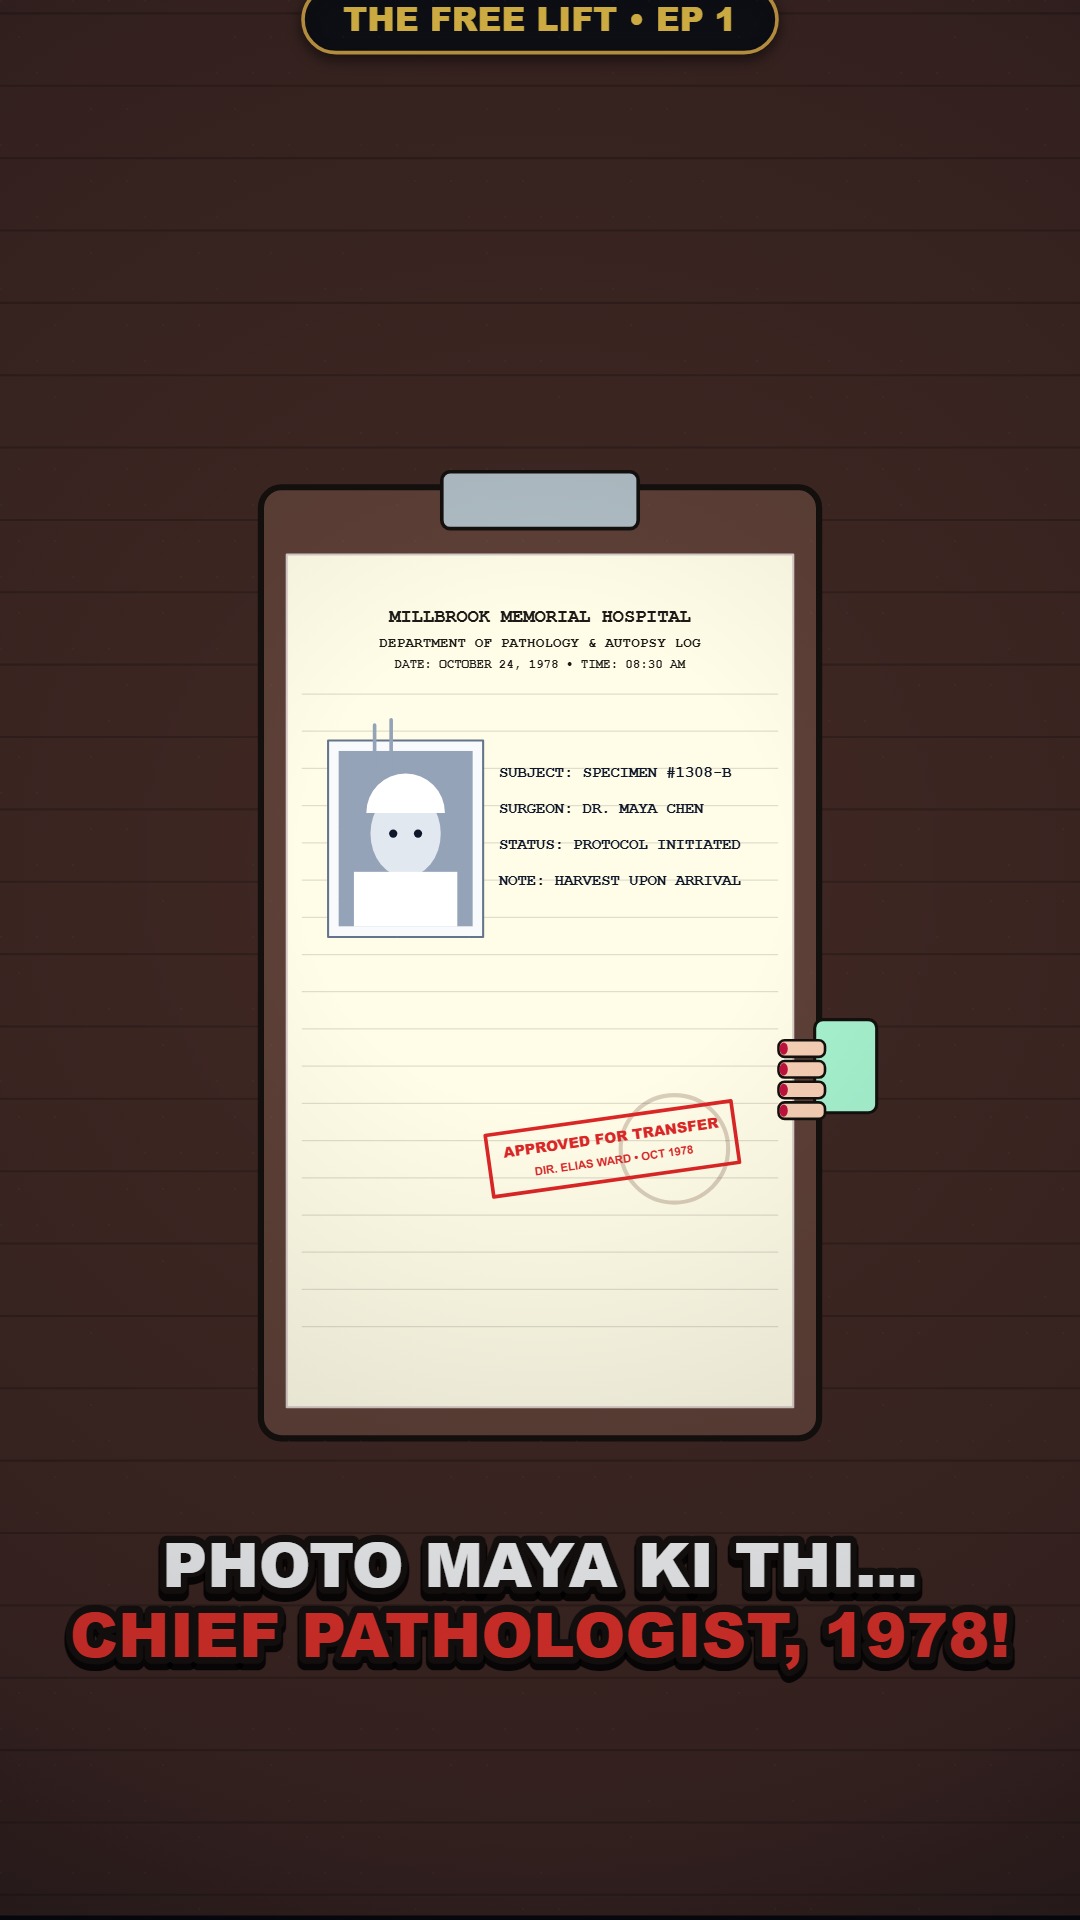 THE FREE LIFT • EP 1
MILLBROOK MEMORIAL HOSPITAL
DEPARTMENT OF PATHOLOGY & AUTOPSY LOG
DATE: OCTOBER 24, 1978 • TIME: 08:30 AM
SUBJECT: SPECIMEN #1308-B
SURGEON: DR. MAYA CHEN
STATUS: PROTOCOL INITIATED
NOTE: HARVEST UPON ARRIVAL
APPROVED FOR TRANSFER
DIR. ELIAS WARD • OCT 1978
PHOTO MAYA KI THI...
CHIEF PATHOLOGIST, 1978!